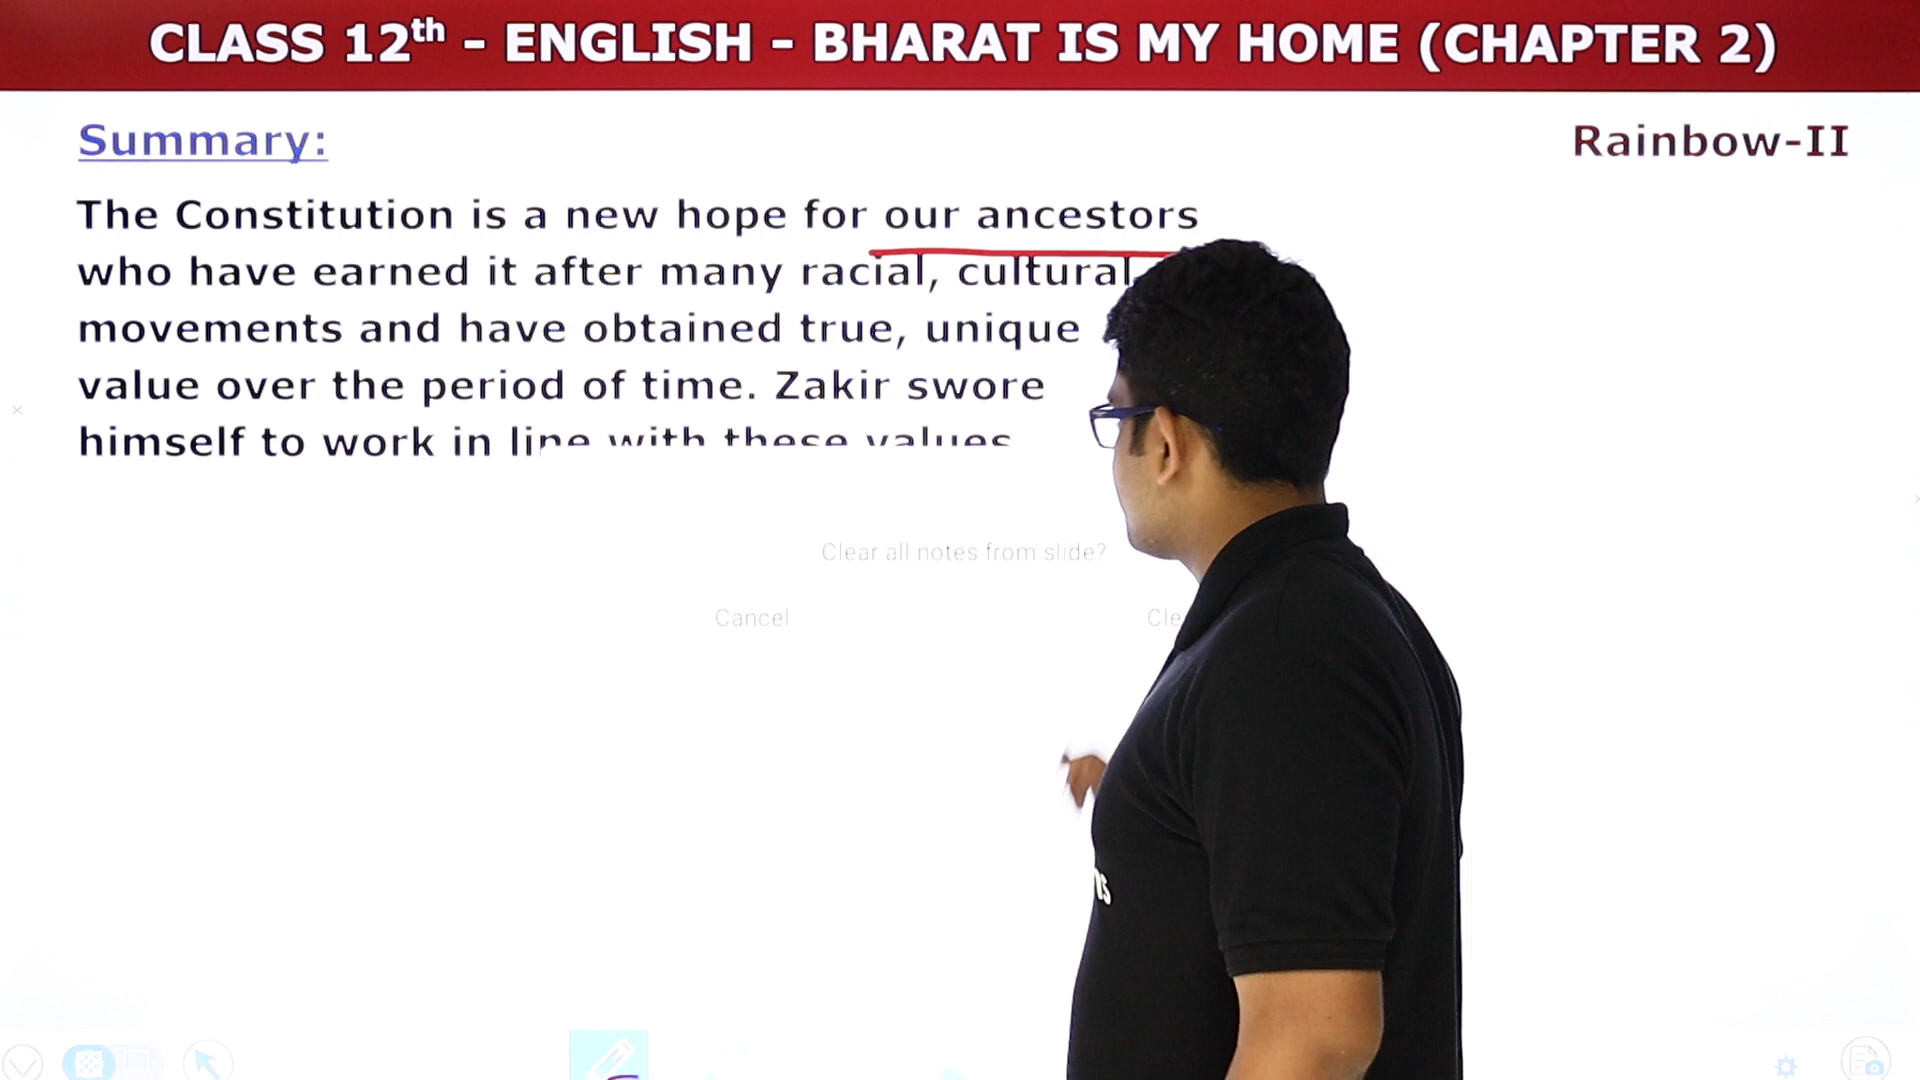 CLASS 12th - ENGLISH - BHARAT IS MY HOME (CHAPTER 2)
Summary:
Rainbow-II
The Constitution is a new hope for our ancestors
who have earned it after many racial, cultural
movements and have obtained true, unique
value over the period of time. Zakir swore
himself to work in line with these values
Clear all notes from slide?
Cancel